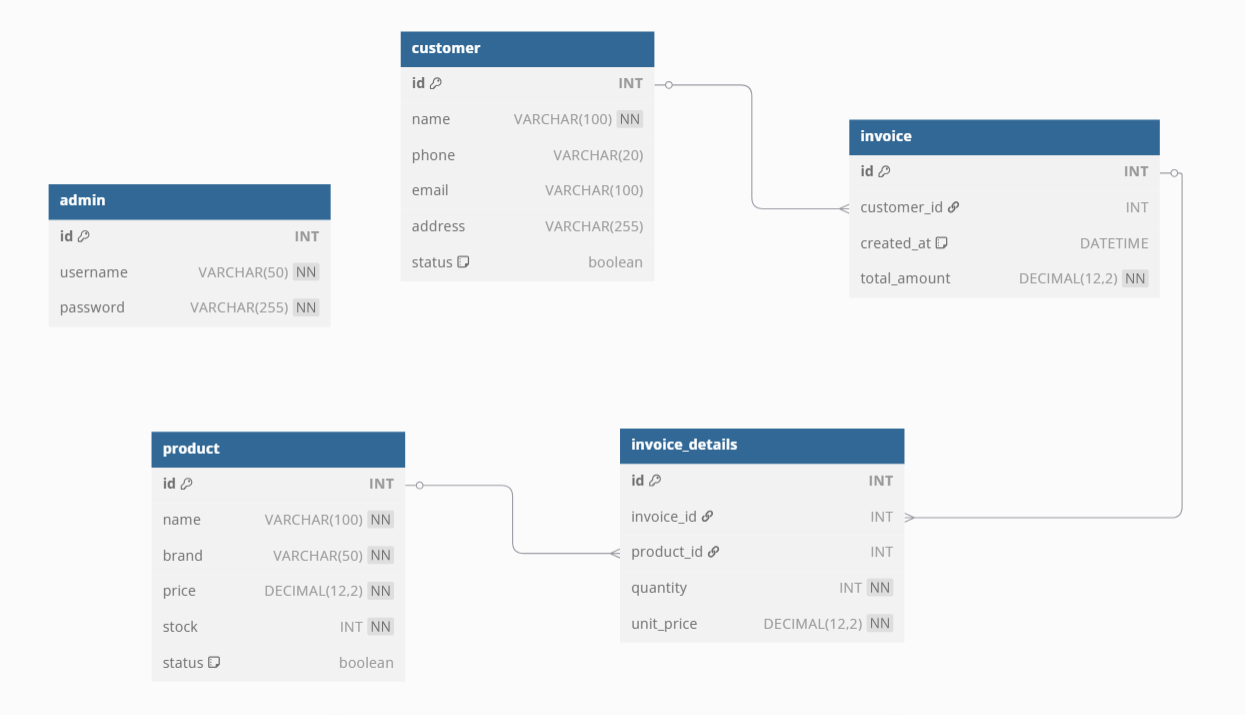 customer
id INT
name VARCHAR(100) NN
phone VARCHAR(20)
email VARCHAR(100)
address VARCHAR(255)
status boolean
invoice
id INT
customer_id INT
created_at DATETIME
total_amount DECIMAL(12,2) NN
admin
id INT
username VARCHAR(50) NN
password VARCHAR(255) NN
product
id INT
name VARCHAR(100) NN
brand VARCHAR(50) NN
price DECIMAL(12,2) NN
stock INT NN
status boolean
invoice_details
id INT
invoice_id INT
product_id INT
quantity INT NN
unit_price DECIMAL(12,2) NN